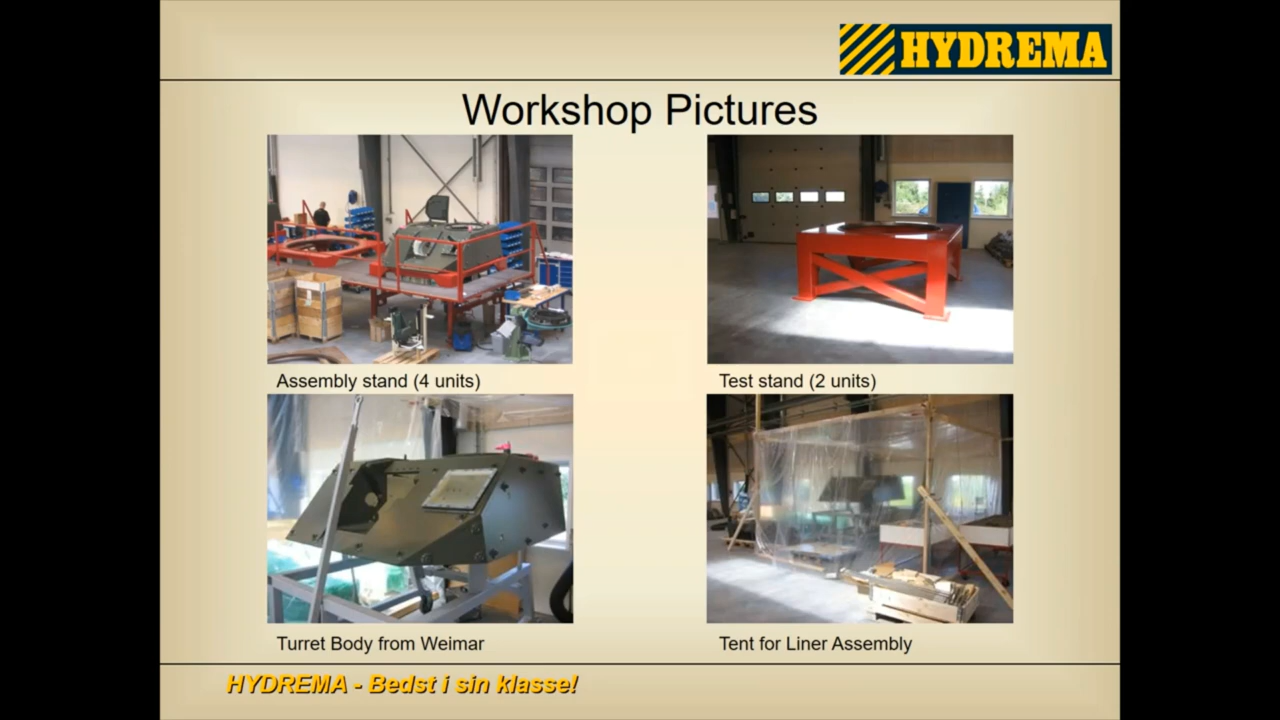 HYDREMA
Workshop Pictures
Assembly stand (4 units)
Test stand (2 units)
Turret Body from Weimar
Tent for Liner Assembly
HYDREMA - Bedst i sin klasse!